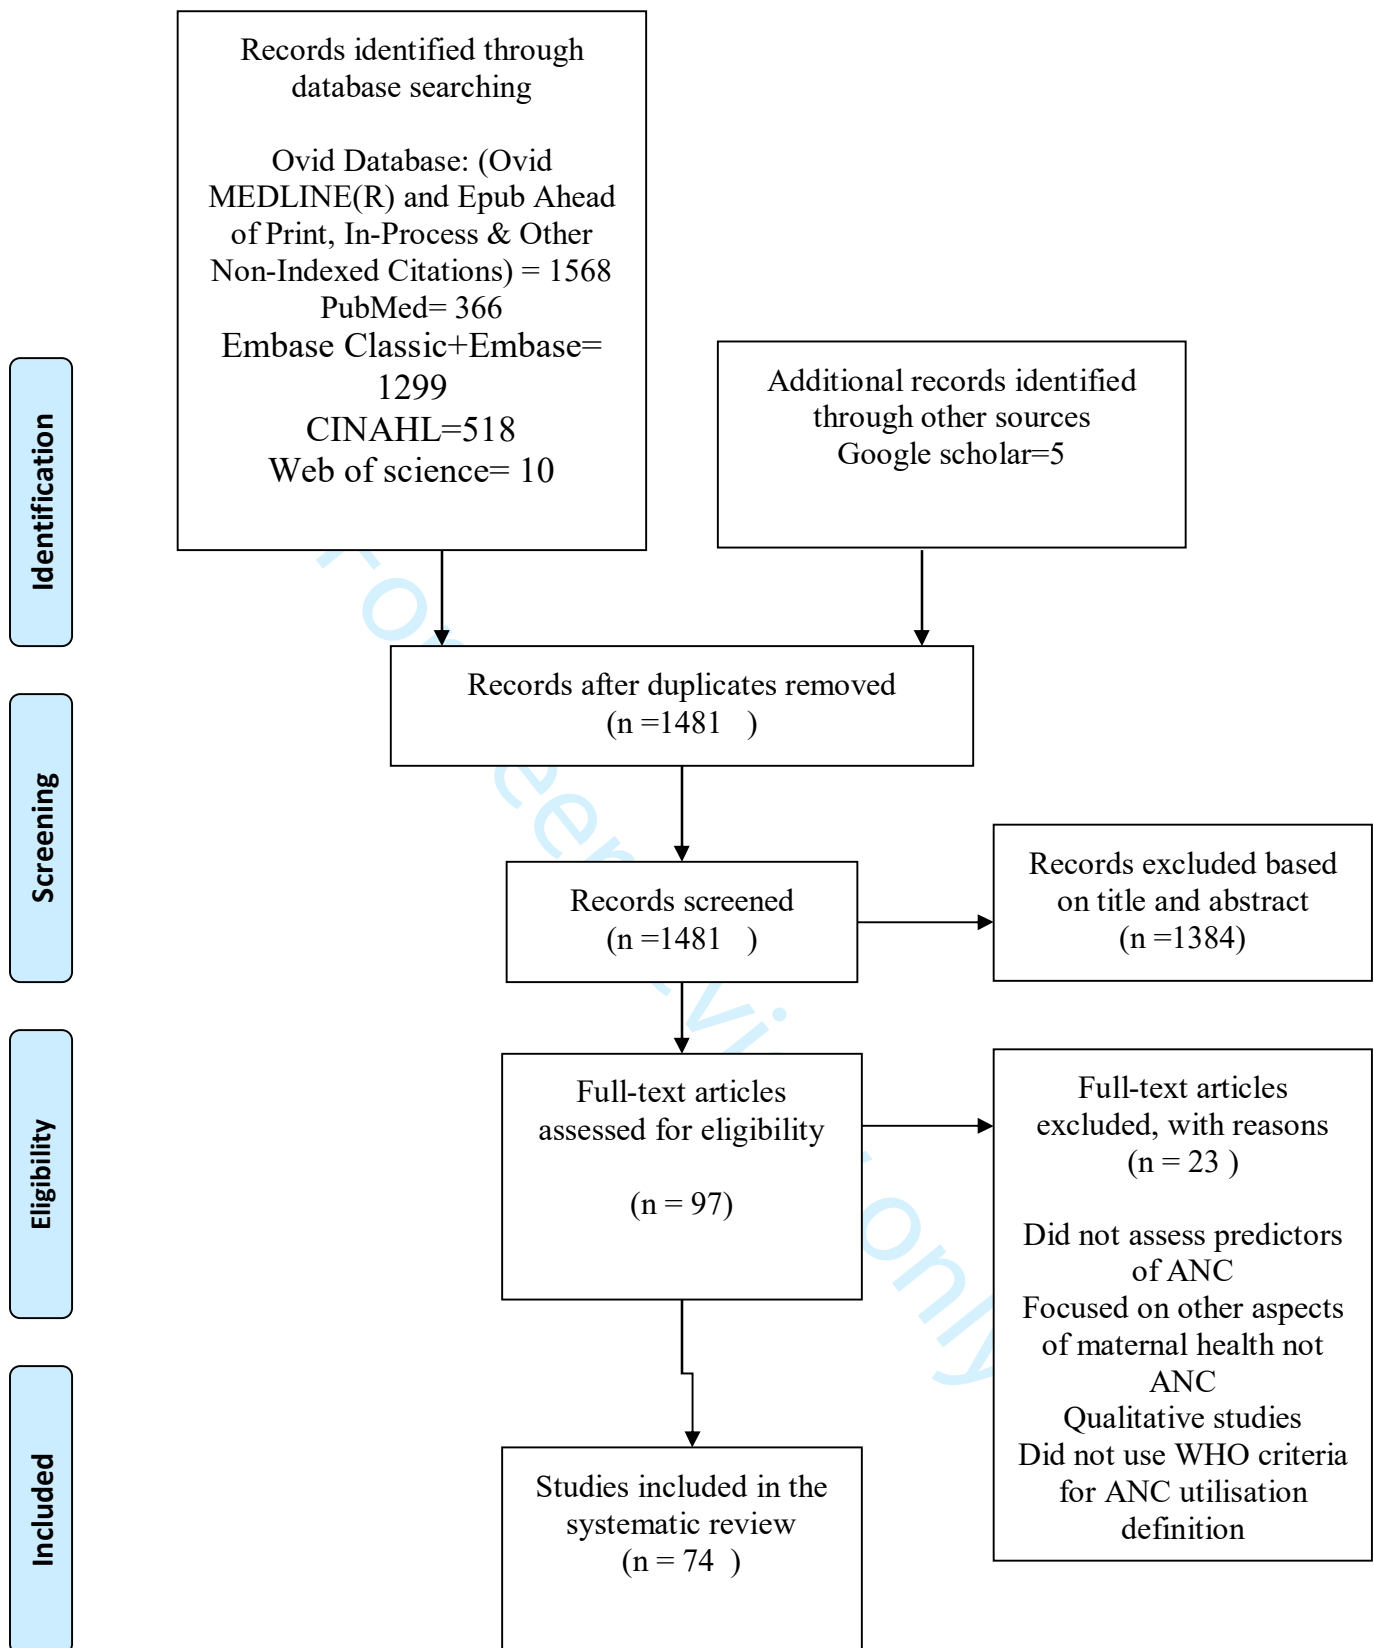 Records identified through
database searching
Ovid Database: (Ovid
MEDLINE(R) and Epub Ahead
of Print, In-Process & Other
Non-Indexed Citations) = 1568
PubMed= 366
Embase Classic+Embase=
1299
CINAHL=518
Web of science= 10
Additional records identified
through other sources
Google scholar=5
Identification
Records after duplicates removed
(n =1481   )
Screening
Records screened
(n =1481   )
Records excluded based
on title and abstract
(n =1384)
Eligibility
Full-text articles
assessed for eligibility
(n = 97)
Full-text articles
excluded, with reasons
(n = 23 )
Did not assess predictors
of ANC
Focused on other aspects
of maternal health not
ANC
Qualitative studies
Did not use WHO criteria
for ANC utilisation
definition
Included
Studies included in the
systematic review
(n = 74  )